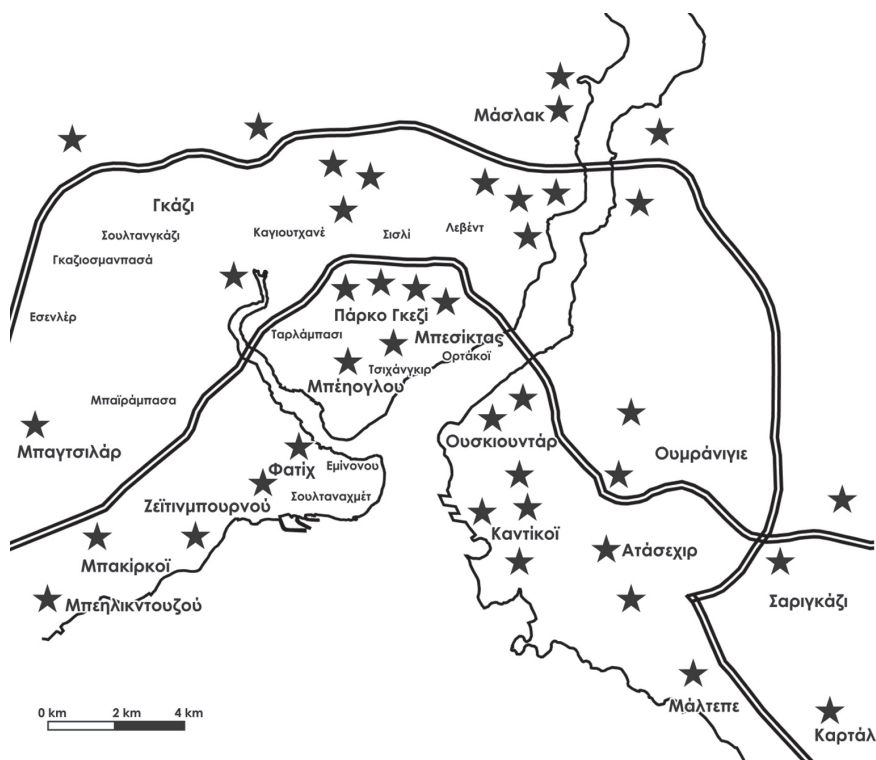 Μάσλακ
Γκάζι
Σουλτανγκάζι
Καγιουτχανέ
Σισλί
Λεβέντ
Γκαζιοσμανπασά
Εσενλέρ
Πάρκο Γκεζί
Ταρλάμπασι
Μπεσίκτας
Ορτάκοϊ
Τσιχάνγκιρ
Μπέηογλου
Μπαϊράμπασα
Μπαγτσιλάρ
Ουσκιουντάρ
Ουμράνιγιε
Φατίχ
Εμίνονου
Σουλταναχμέτ
Ζεϊτινμπουρνού
Καντίκοϊ
Ατάσεχιρ
Μπακίρκοϊ
Μπεηλικντουζού
Σαριγκάζι
Μάλτεπε
Καρτάλ
0 km 2 km 4 km